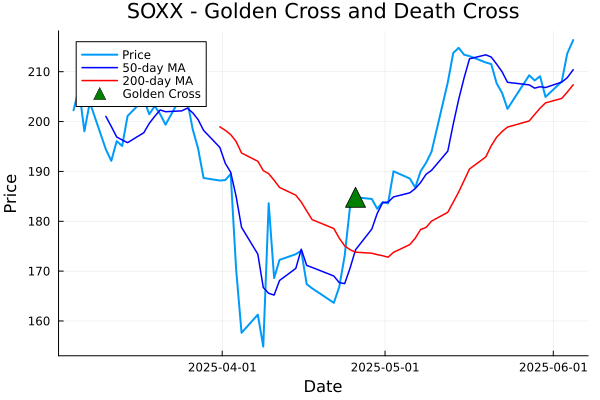 SOXX - Golden Cross and Death Cross
Price
50-day MA
200-day MA
Golden Cross
210
200
190
180
170
160
Price
2025-04-01
2025-05-01
2025-06-01
Date